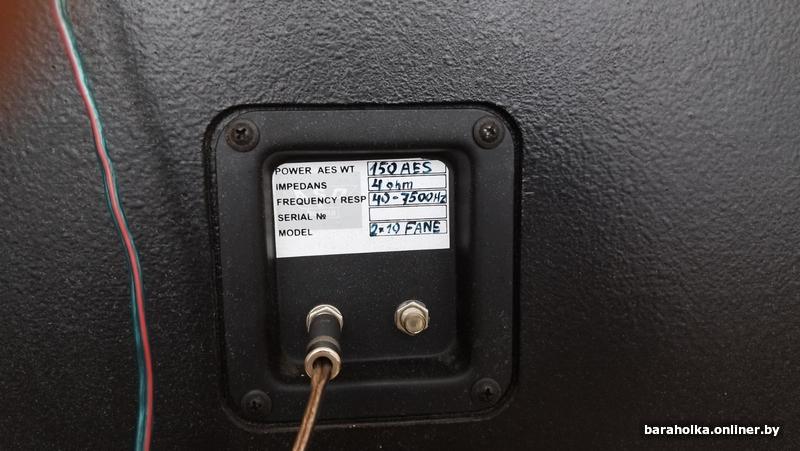 POWER AES WT 150 AES
IMPEDANS 4 ohm
FREQUENCY RESP 40-7500Hz
SERIAL №
MODEL 2×10 FANE
baraholka.onliner.by